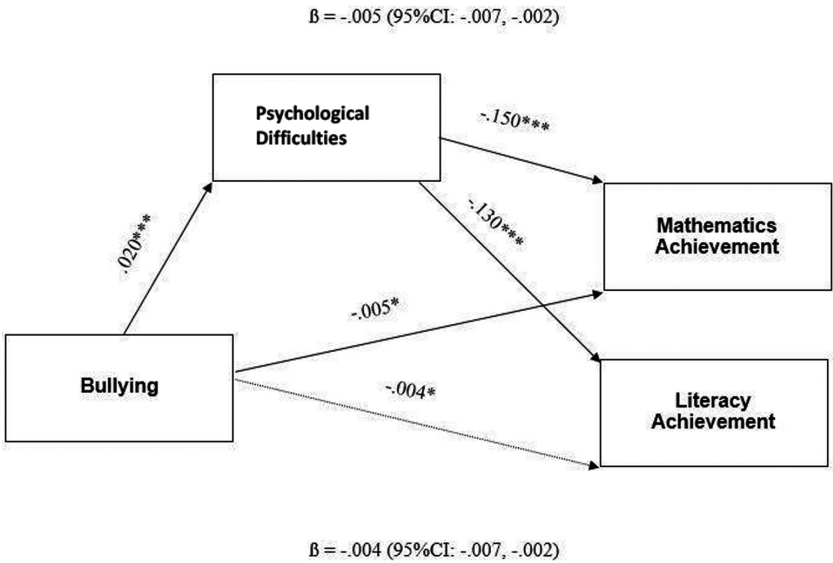 ß = -.005 (95%CI: -.007, -.002)
Psychological
Difficulties
-.150***
-.130***
.020***
Mathematics
Achievement
-.005*
Bullying
-.004*
Literacy
Achievement
ß = -.004 (95%CI: -.007, -.002)